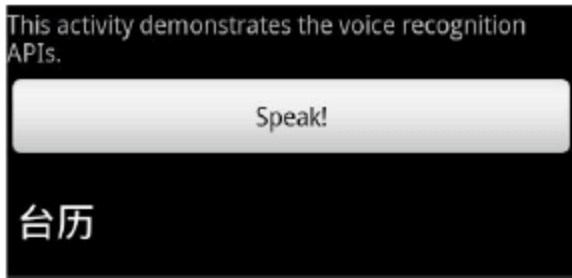 This activity demonstrates the voice recognition
APIs.
Speak!
台历